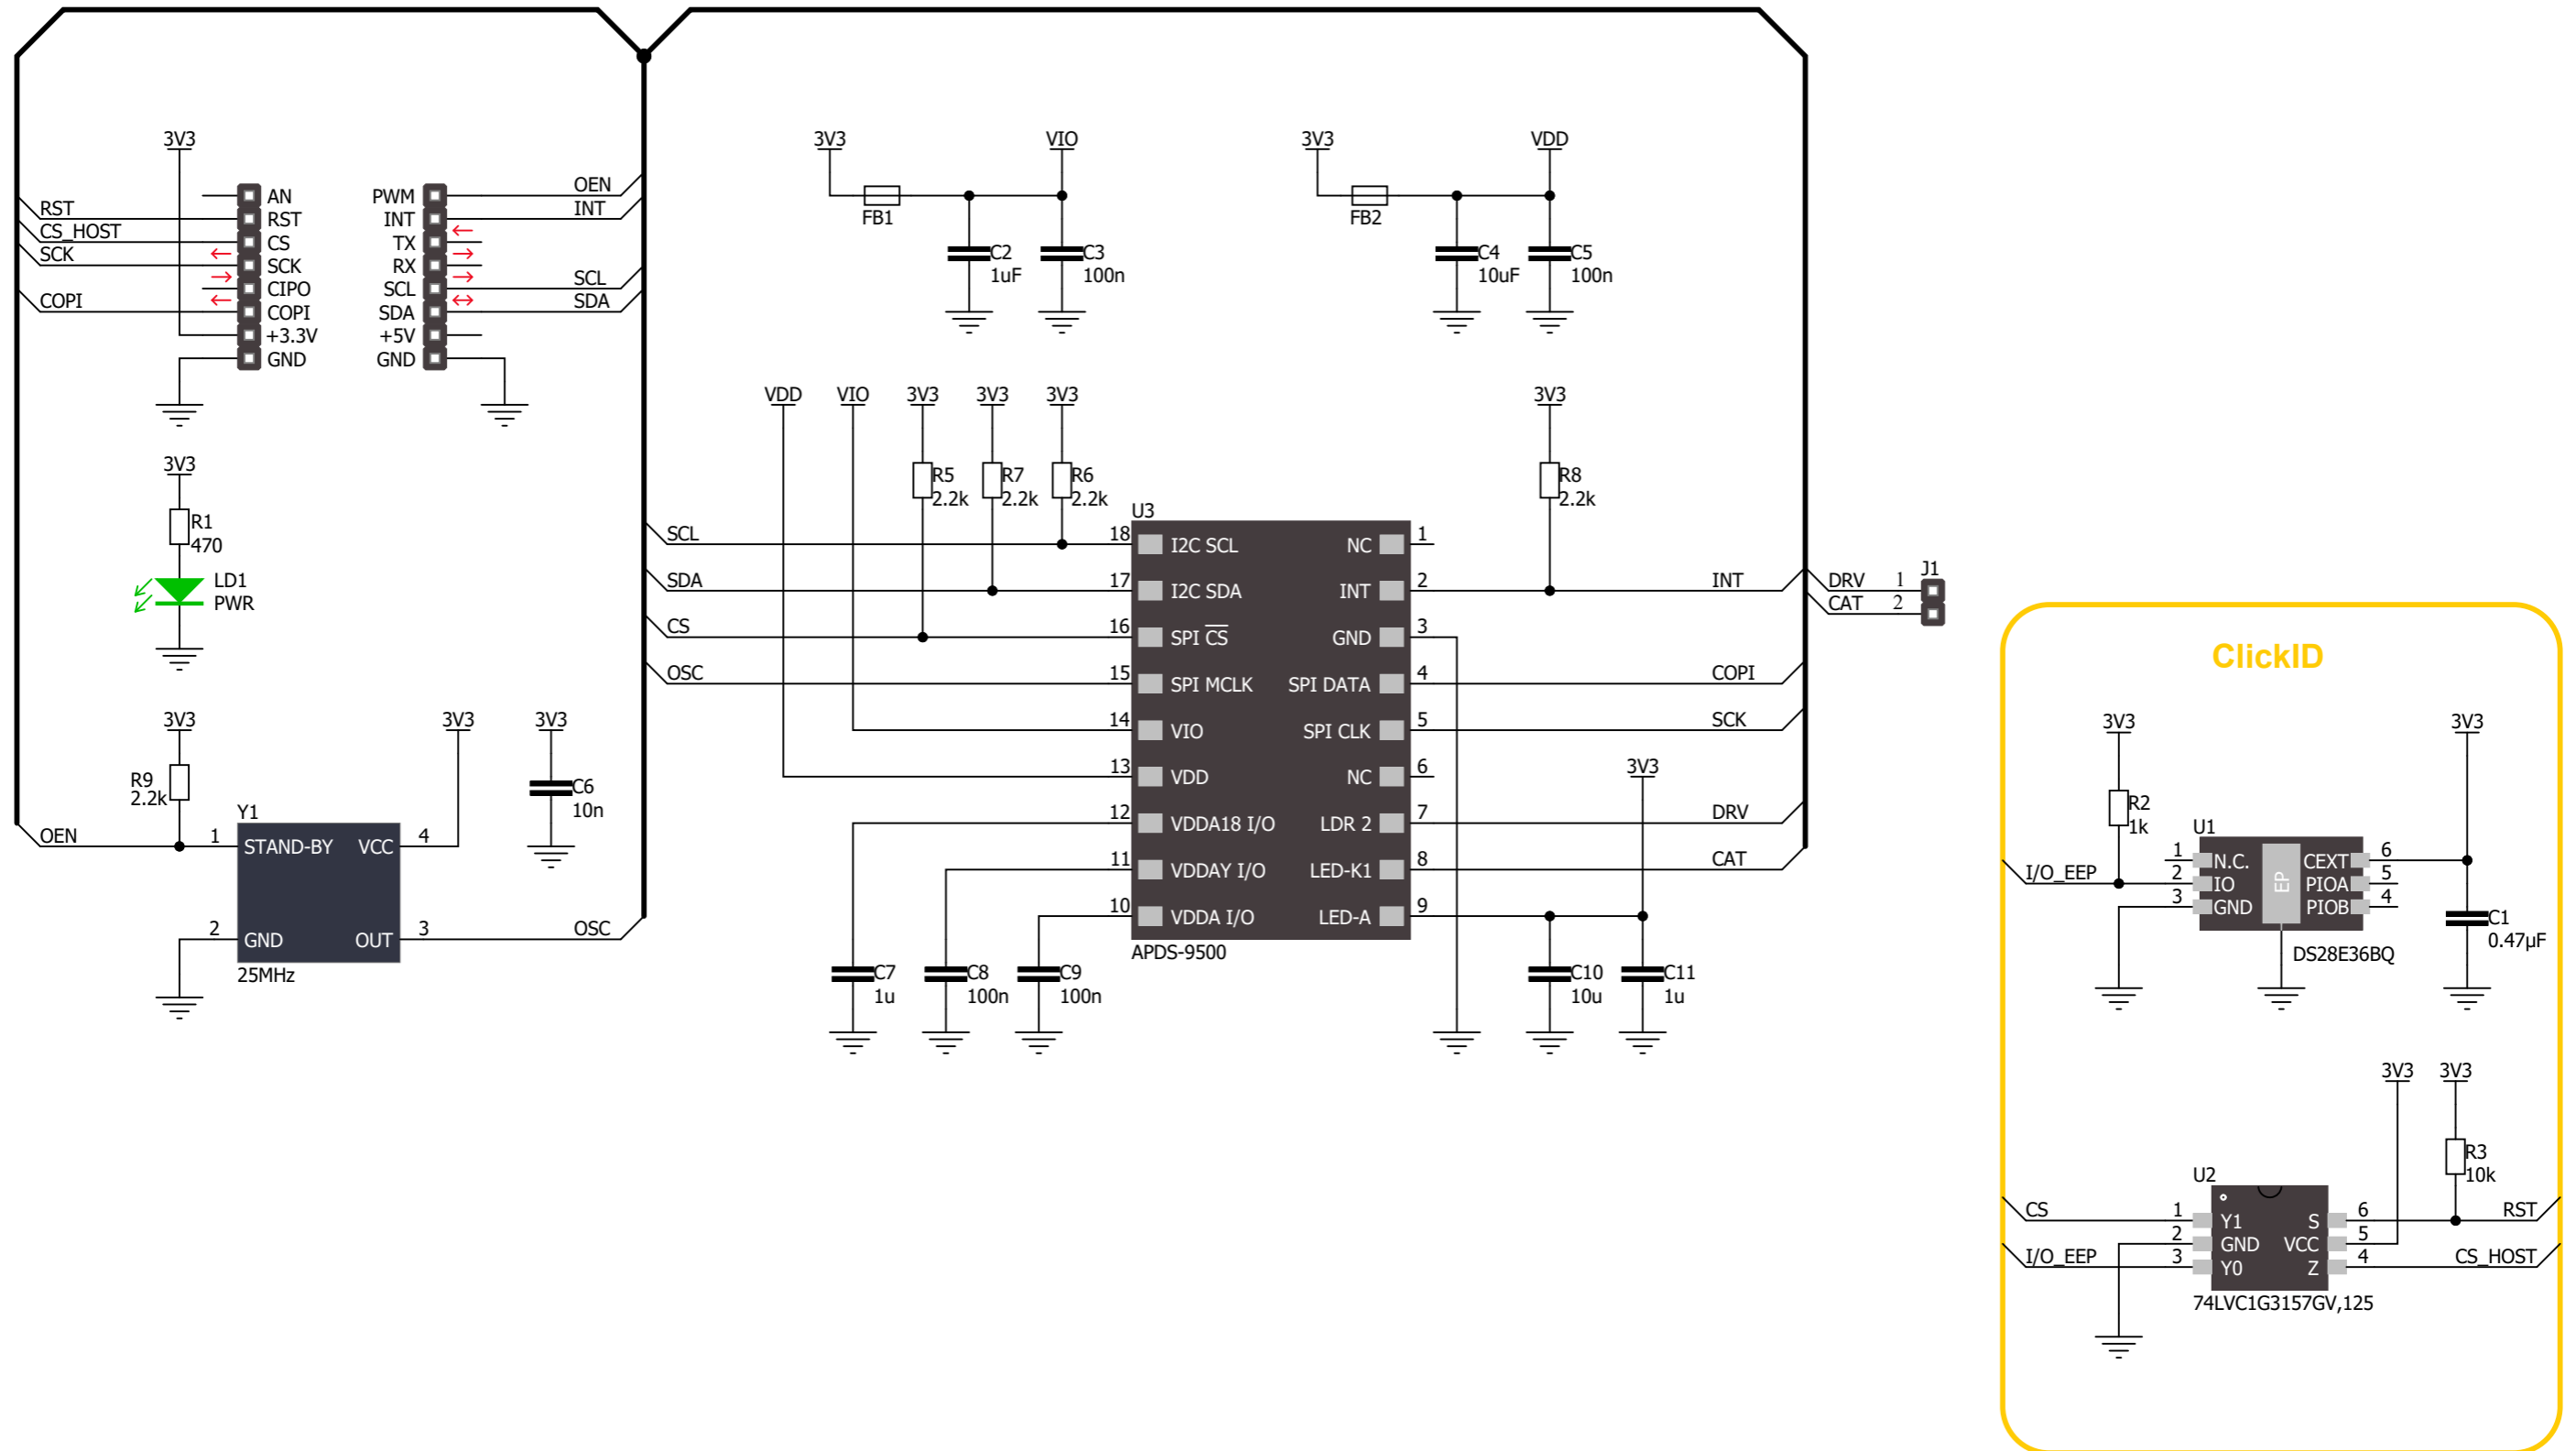 3V3
AN
RST
CS
SCK
CIPO
COPI
+3.3V
GND
RST
CS_HOST
SCK
COPI
PWM
INT
TX
RX
SCL
SDA
+5V
GND
OEN
INT
SCL
SDA
3V3
R1
470
LD1
PWR
3V3
R9
2.2k
OEN
Y1
1 STAND-BY VCC 4
2 GND OUT 3
25MHz
3V3
3V3
C6
10n
OSC
3V3 VIO
FB1
C2
1uF
C3
100n
3V3 VDD
FB2
C4
10uF
C5
100n
VDD VIO 3V3 3V3 3V3
R5
2.2k
R7
2.2k
R6
2.2k
3V3
R8
2.2k
U3
SCL 18 I2C SCL NC 1
SDA 17 I2C SDA INT 2 INT
CS 16 SPI CS GND 3
OSC 15 SPI MCLK SPI DATA 4 COPI
14 VIO SPI CLK 5 SCK
13 VDD NC 6
12 VDDA18 I/O LDR 2 7 DRV
11 VDDAY I/O LED-K1 8 CAT
10 VDDA I/O LED-A 9
APDS-9500
3V3
C7
1u
C8
100n
C9
100n
C10
10u
C11
1u
J1
DRV 1
CAT 2
ClickID
3V3 3V3
R2
1k
U1
I/O_EEP
1 N.C. CEXT 6
2 IO PIOA 5
3 GND PIOB 4
EP
DS28E36BQ
C1
0.47µF
3V3 3V3
R3
10k
U2
CS 1 Y1 S 6 RST
2 GND VCC 5
I/O_EEP 3 Y0 Z 4 CS_HOST
74LVC1G3157GV,125